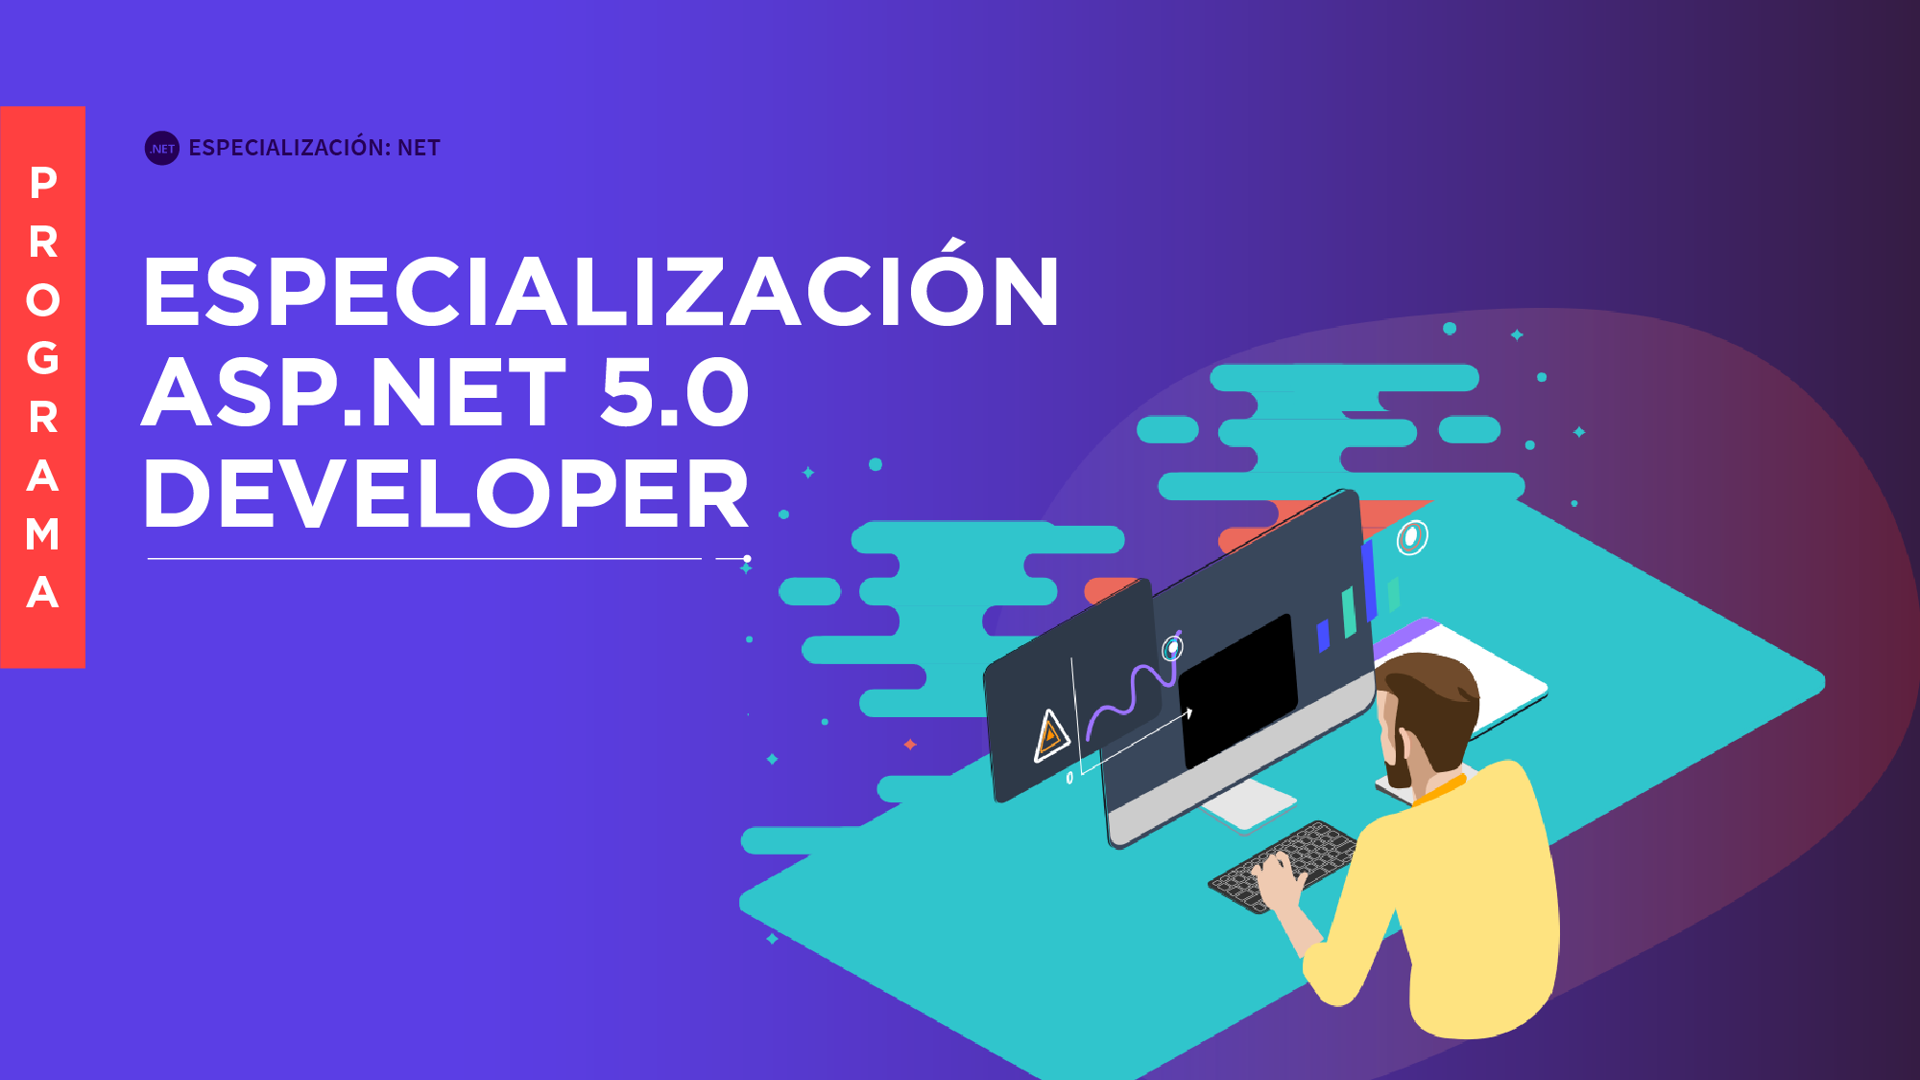 PROGRAMA
.NET ESPECIALIZACIÓN: NET
ESPECIALIZACIÓN
ASP.NET 5.0
DEVELOPER